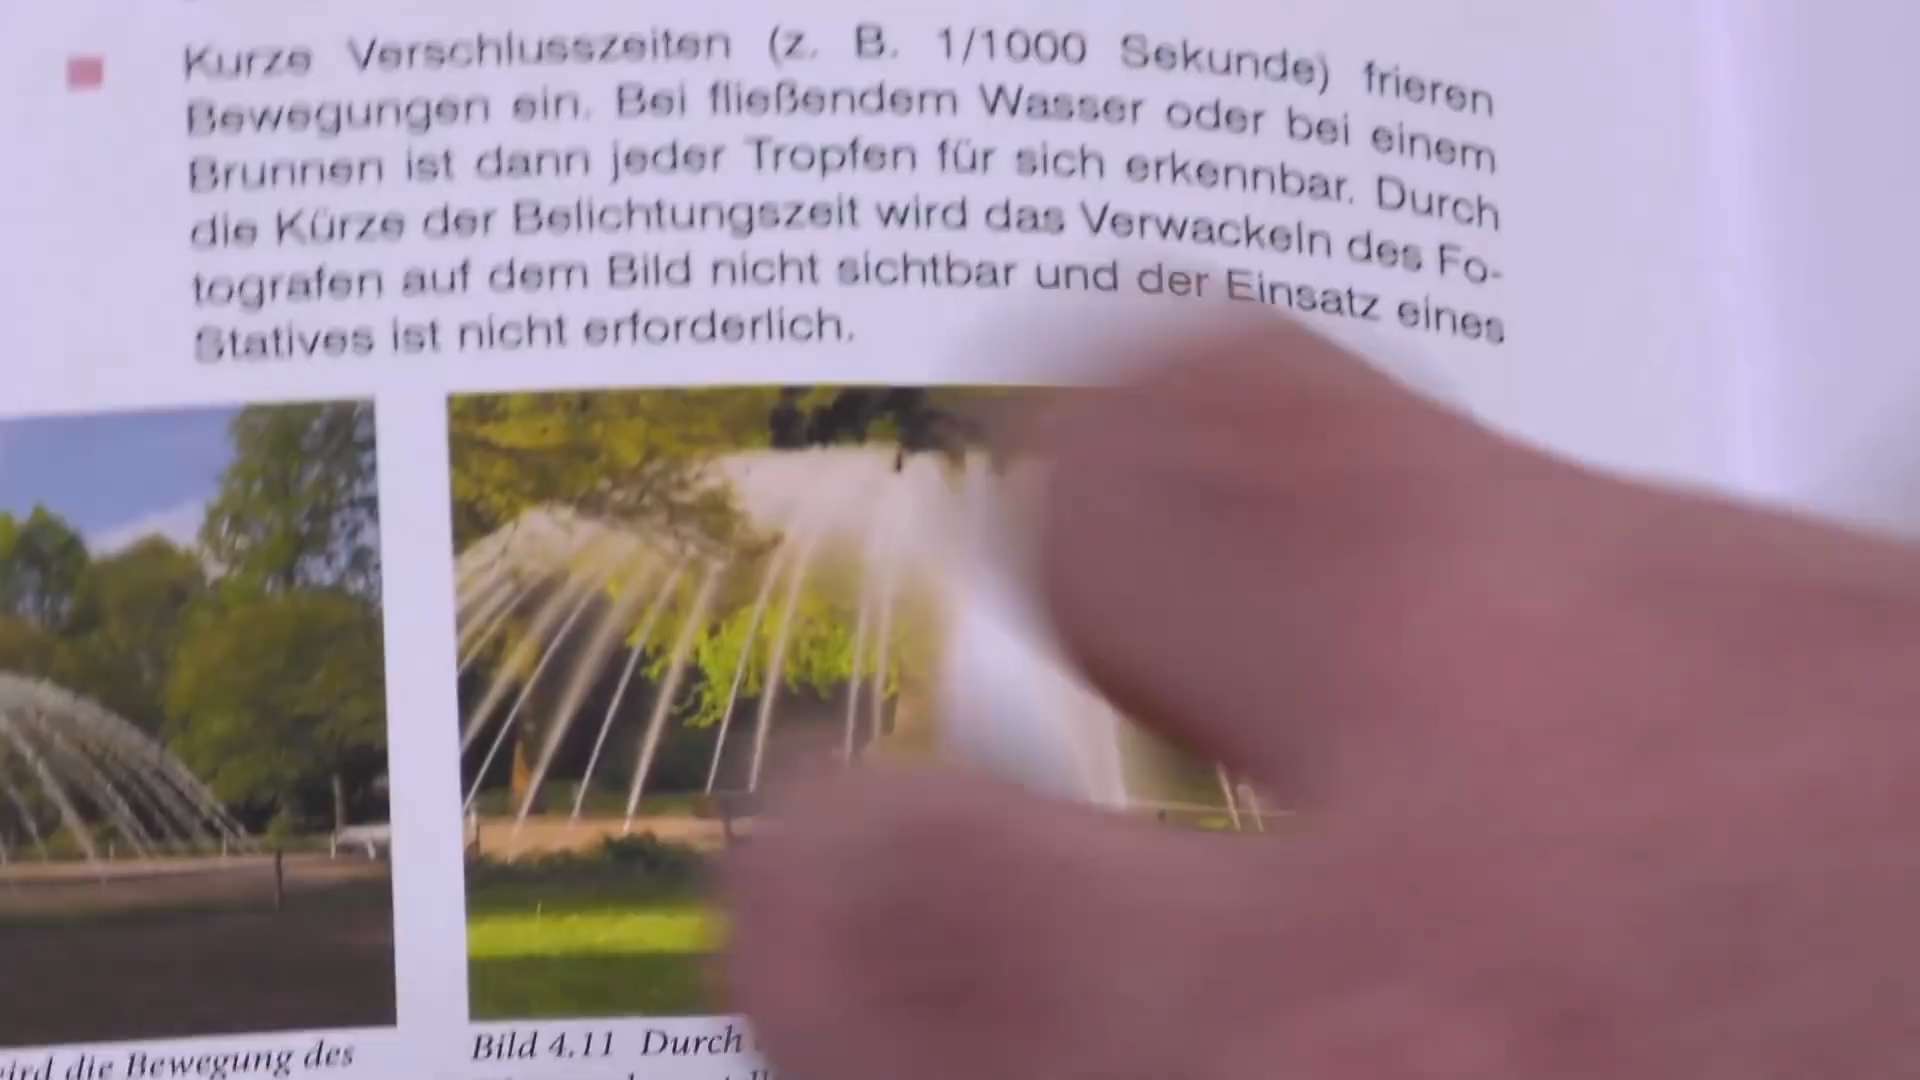 Kurze Verschlusszeiten (z. B. 1/1000 Sekunde) frieren
Bewegungen ein. Bei fließendem Wasser oder bei einem
Brunnen ist dann jeder Tropfen für sich erkennbar. Durch
die Kürze der Belichtungszeit wird das Verwackeln des Fo-
tografen auf dem Bild nicht sichtbar und der Einsatz eines
Statives ist nicht erforderlich.
die Bewegung des
Bild 4.11 Durch